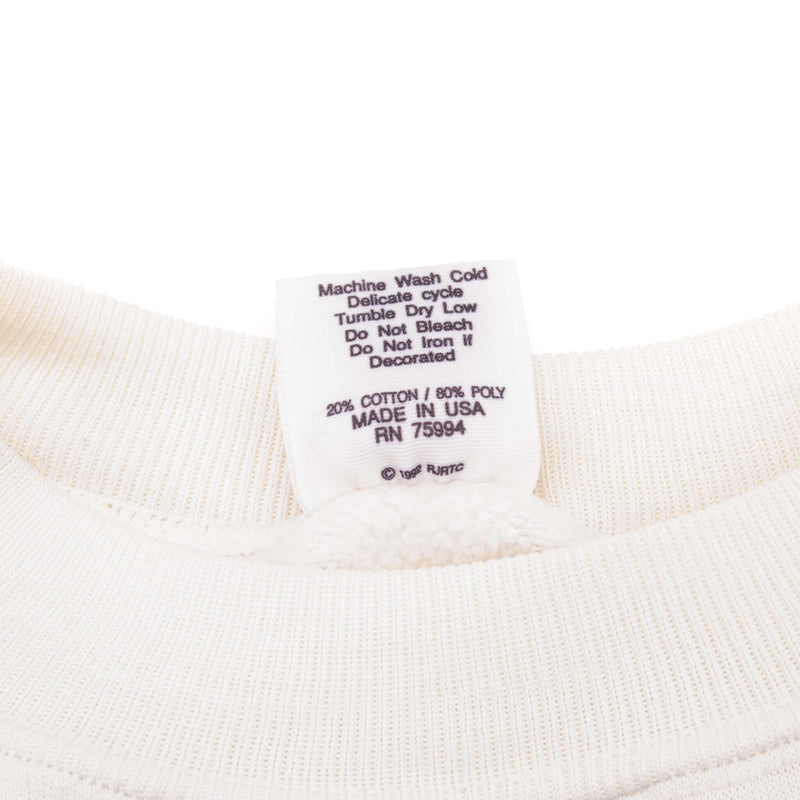 Machine Wash Cold
Delicate cycle
Tumble Dry Low
Do Not Bleach
Do Not Iron if
Decorated
20% COTTON / 80% POLY
MADE IN USA
RN 75994
© 1992 RJRTC